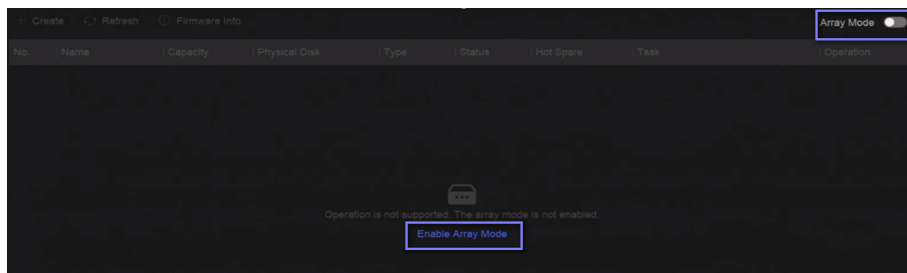 Create Refresh Firmware Info Array Mode
No. Name Capacity Physical Disk Type Status Hot Spare Task Operation
Operation is not supported. The array mode is not enabled.
Enable Array Mode